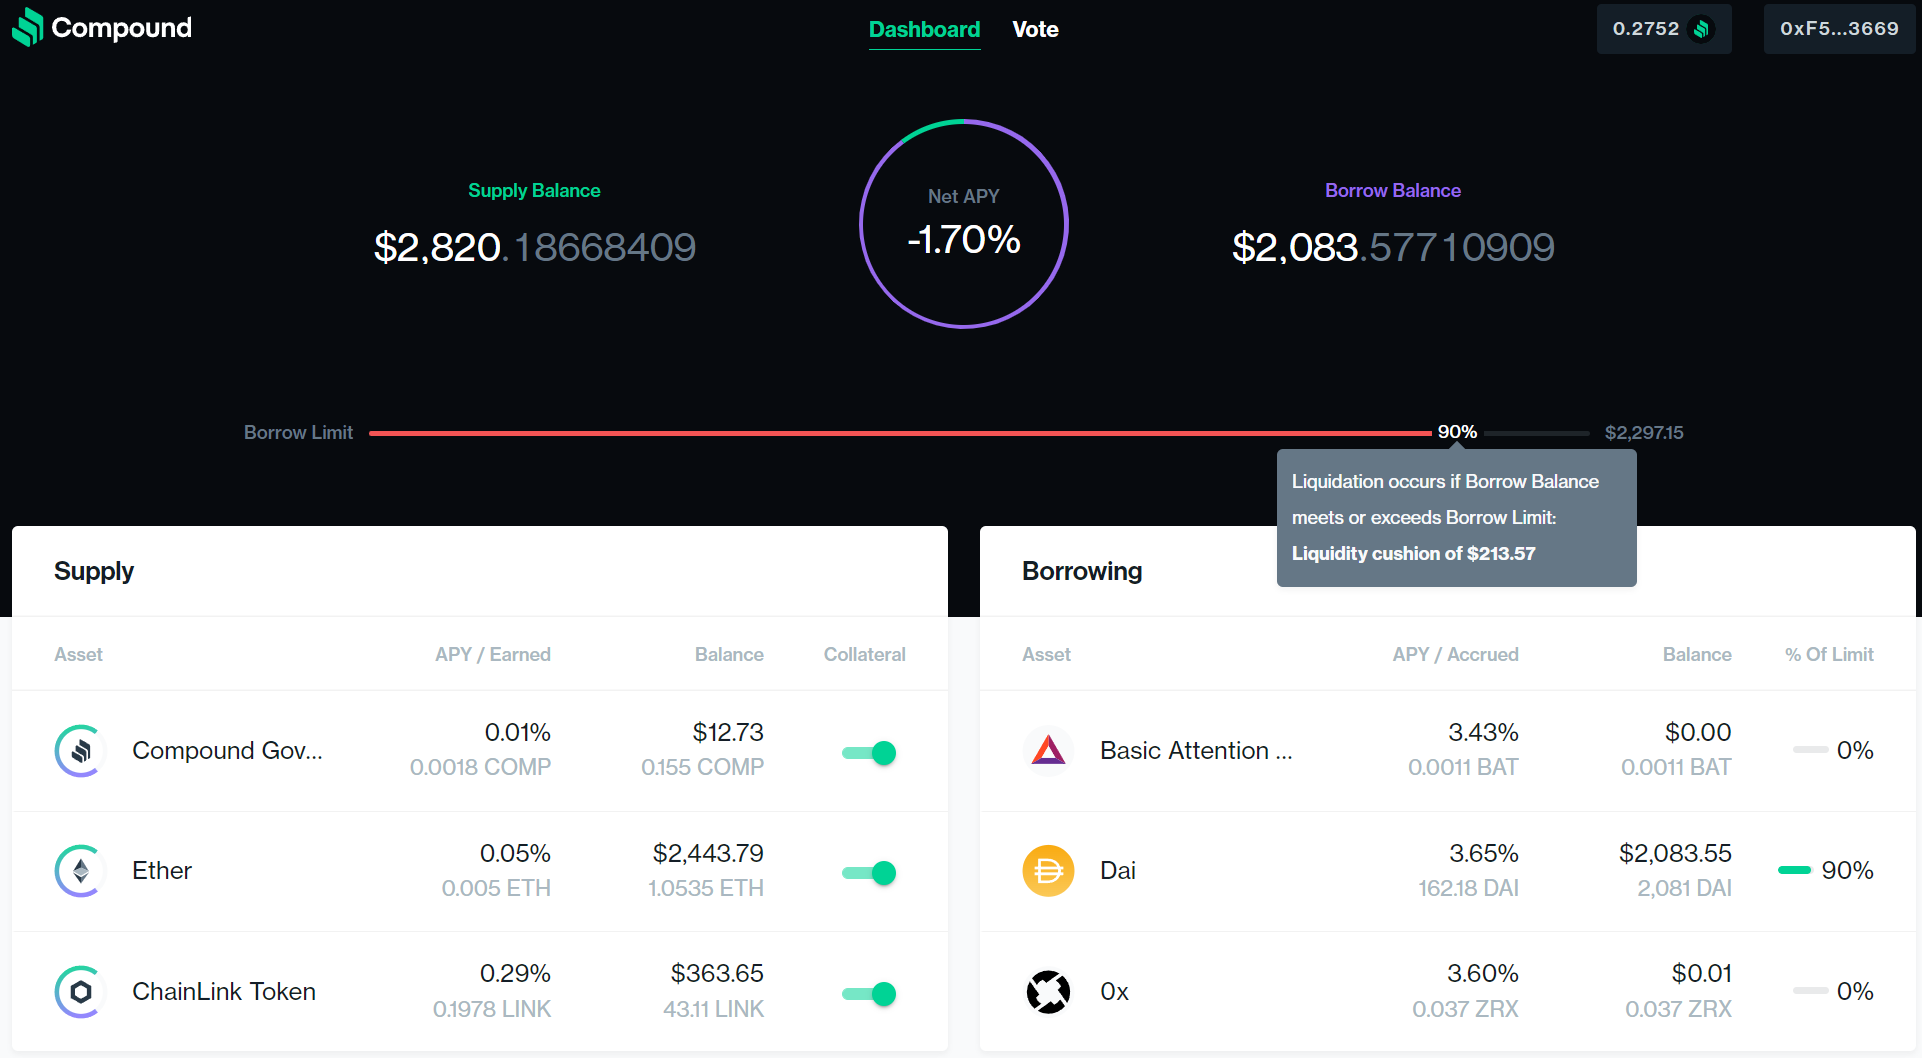 Compound
Dashboard
Vote
0.2752
0xF5...3669
Supply Balance
$2,820.18668409
Net APY
-1.70%
Borrow Balance
$2,083.57710909
Borrow Limit
90%
$2,297.15
Liquidation occurs if Borrow Balance
meets or exceeds Borrow Limit:
Liquidity cushion of $213.57
Supply
Asset
APY / Earned
Balance
Collateral
Compound Gov...
0.01%
0.0018 COMP
$12.73
0.155 COMP
Ether
0.05%
0.005 ETH
$2,443.79
1.0535 ETH
ChainLink Token
0.29%
0.1978 LINK
$363.65
43.11 LINK
Borrowing
Asset
APY / Accrued
Balance
% Of Limit
Basic Attention ...
3.43%
0.0011 BAT
$0.00
0.0011 BAT
0%
Dai
3.65%
162.18 DAI
$2,083.55
2,081 DAI
90%
0x
3.60%
0.037 ZRX
$0.01
0.037 ZRX
0%